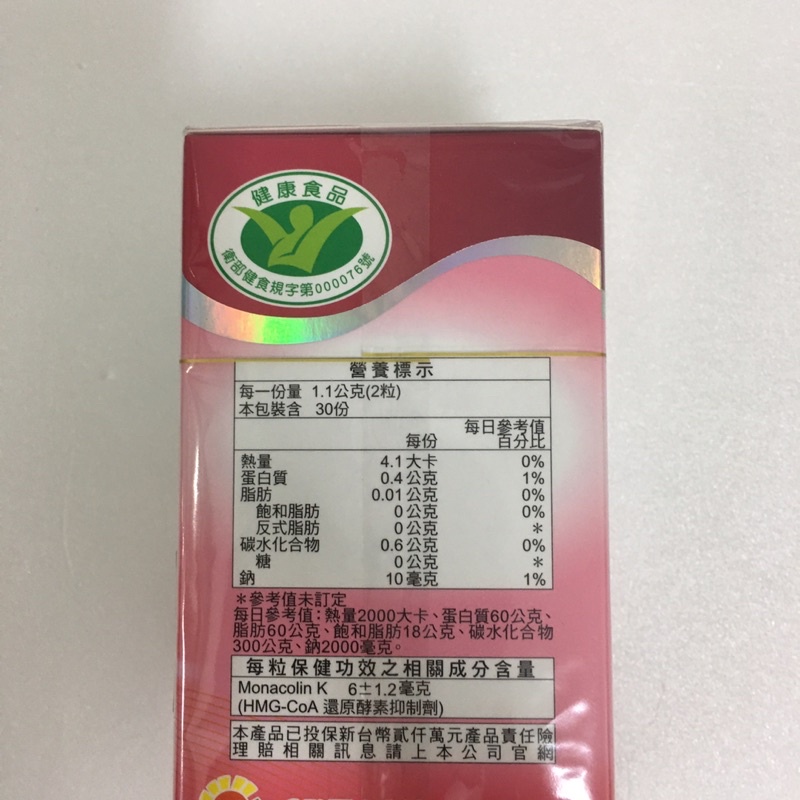 健康食品
衛部健食規字第000076號
營養標示
每一份量 1.1公克(2粒)
本包裝含 30份
每份 每日參考值百分比
熱量 4.1大卡 0%
蛋白質 0.4公克 1%
脂肪 0.01公克 0%
飽和脂肪 0公克 0%
反式脂肪 0公克 *
碳水化合物 0.6公克 0%
糖 0公克 *
鈉 10毫克 1%
*參考值未訂定
每日參考值:熱量2000大卡、蛋白質60公克、
脂肪60公克、飽和脂肪18公克、碳水化合物
300公克、鈉2000毫克。
每粒保健功效之相關成分含量
Monacolin K 6±1.2毫克
(HMG-CoA 還原酵素抑制劑)
本產品已投保新台幣貳仟萬元產品責任險
理賠相關訊息請上本公司官網